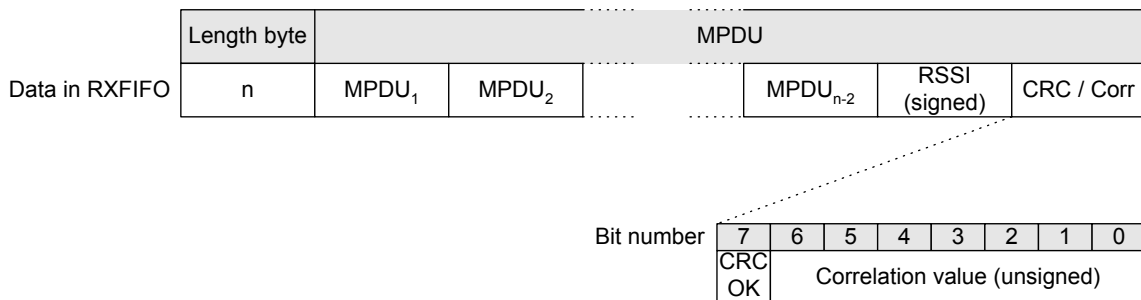 Length byte MPDU
Data in RXFIFO n MPDU1 MPDU2 MPDUn-2 RSSI (signed) CRC / Corr
Bit number 7 6 5 4 3 2 1 0
CRC OK Correlation value (unsigned)